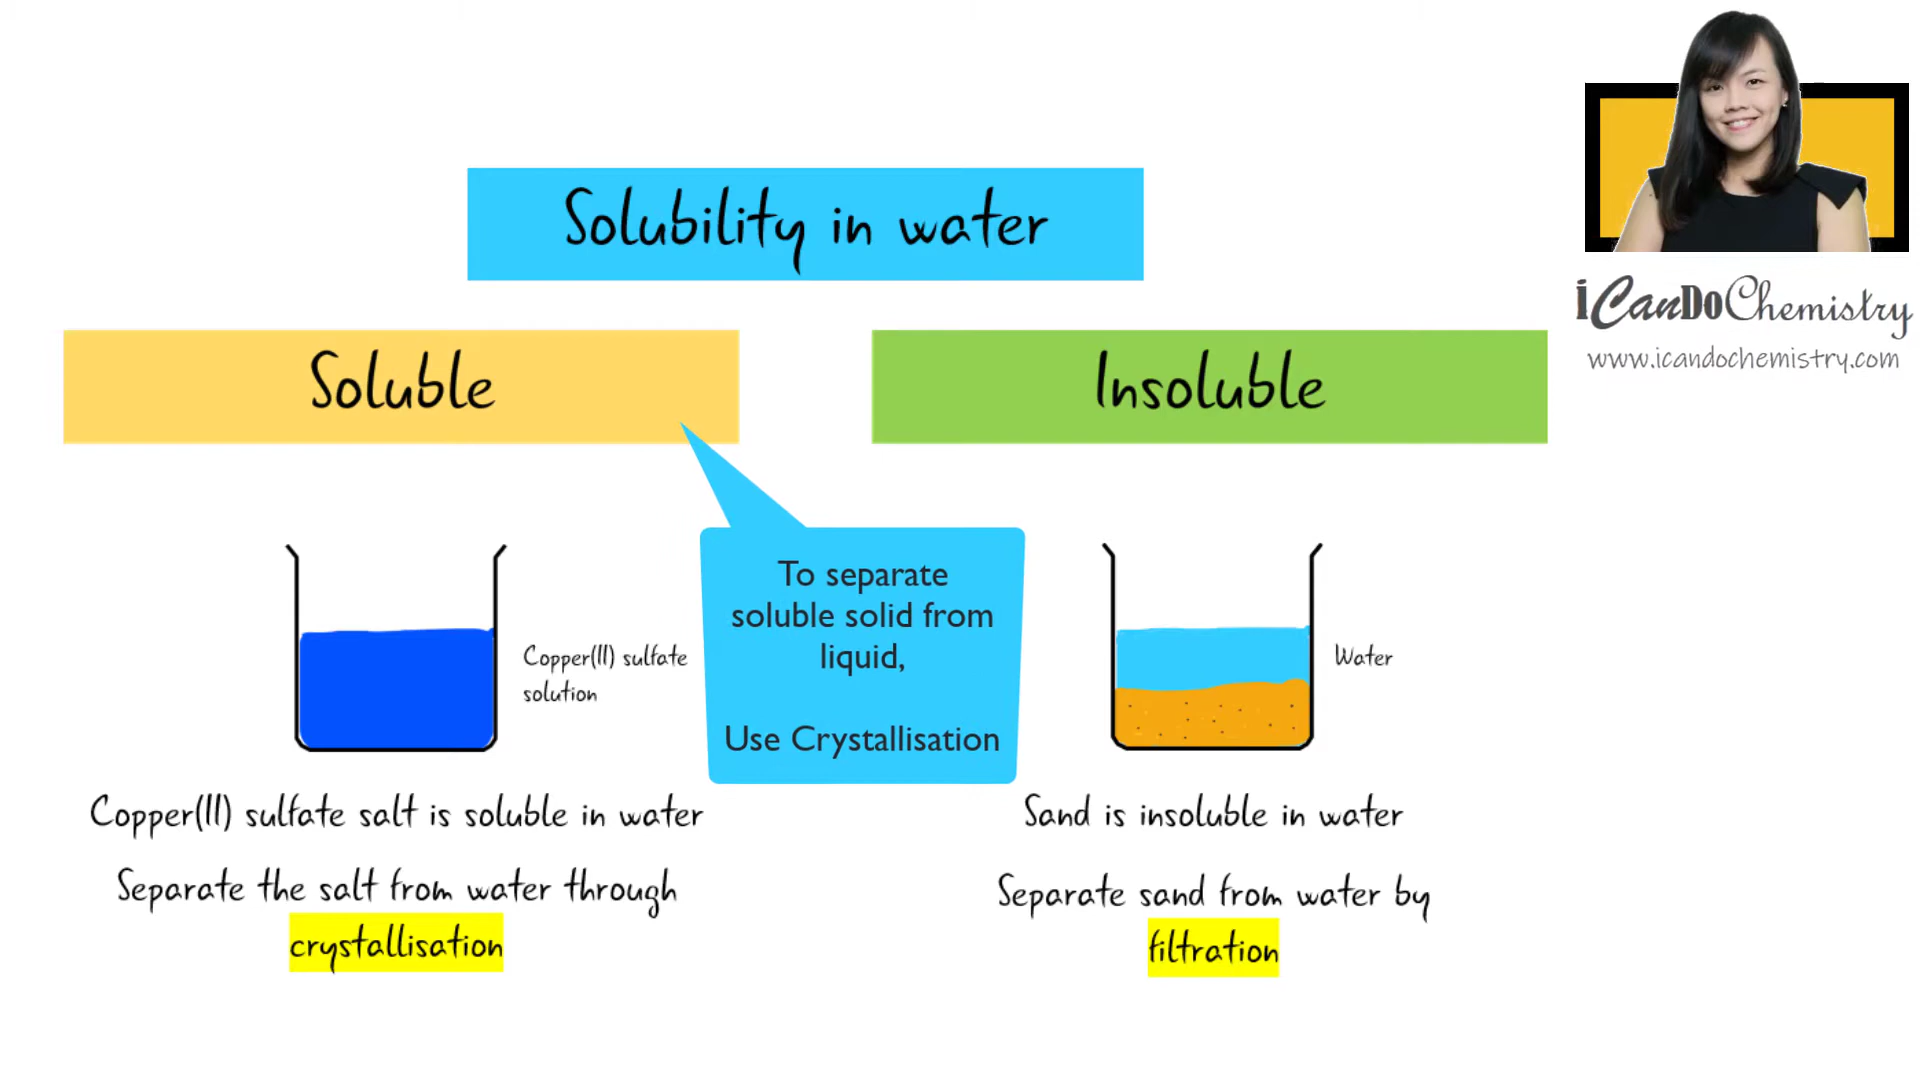 Solubility in water
iCanDoChemistry
www.icandochemistry.com
Soluble
Insoluble
Copper(II) sulfate
solution
To separate
soluble solid from
liquid,
Use Crystallisation
Water
Copper(II) sulfate salt is soluble in water
Separate the salt from water through
crystallisation
Sand is insoluble in water
Separate sand from water by
filtration